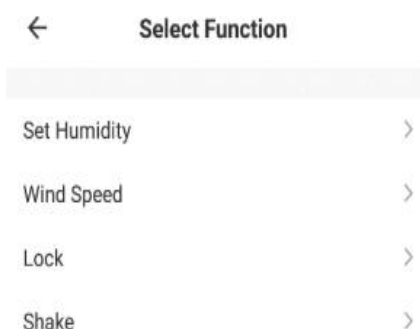 Select Function
Set Humidity
Wind Speed
Lock
Shake